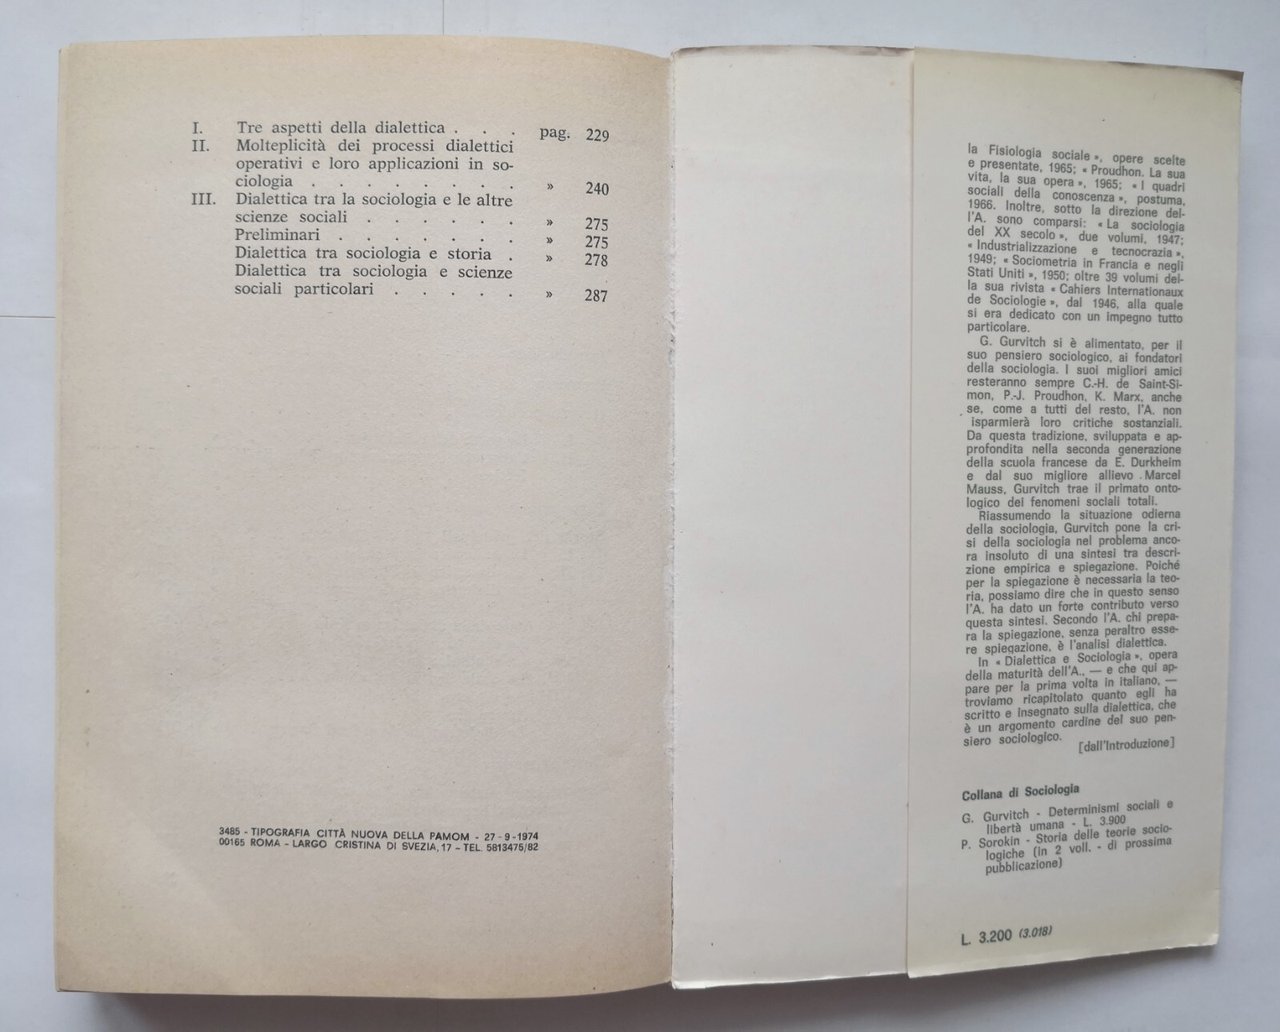 I. Tre aspetti della dialettica . . . pag. 229
II. Molteplicità dei processi dialettici
operativi e loro applicazioni in so-
ciologia . . . . . . . . » 240
III. Dialettica tra la sociologia e le altre
scienze sociali . . . . . . » 275
Preliminari . . . . . . . » 275
Dialettica tra sociologia e storia . » 278
Dialettica tra sociologia e scienze
sociali particolari . . . . . » 287
3485 - TIPOGRAFIA CITTÀ NUOVA DELLA PAMOM - 27-9-1974
00165 ROMA - LARGO CRISTINA DI SVEZIA, 17 - TEL. 5813475/82
la Fisiologia sociale », opere scelte
e presentate, 1965; « Proudhon. La sua
vita, la sua opera », 1965; « I quadri
sociali della conoscenza », postuma,
1966. Inoltre, sotto la direzione del-
l'A. sono comparsi: « La sociologia
del XX secolo », due volumi, 1947;
« Industrializzazione e tecnocrazia »,
1949; « Sociometria in Francia e negli
Stati Uniti », 1950; oltre 39 volumi del-
la sua rivista « Cahiers Internationaux
de Sociologie », dal 1946, alla quale
si era dedicato con un impegno tutto
particolare.
G. Gurvitch si è alimentato, per il
suo pensiero sociologico, ai fondatori
della sociologia. I suoi migliori amici
resteranno sempre C.-H. de Saint-Si-
mon, P.-J. Proudhon, K. Marx, anche
se, come a tutti del resto, l'A. non
isparmierà loro critiche sostanziali.
Da questa tradizione, sviluppata e ap-
profondita nella seconda generazione
della scuola francese da E. Durkheim
e dal suo migliore allievo Marcel
Mauss, Gurvitch trae il primato onto-
logico dei fenomeni sociali totali.
Riassumendo la situazione odierna
della sociologia, Gurvitch pone la cri-
si della sociologia nel problema anco-
ra insoluto di una sintesi tra descri-
zione empirica e spiegazione. Poiché
per la spiegazione è necessaria la teo-
ria, possiamo dire che in questo senso
l'A. ha dato un forte contributo verso
questa sintesi. Secondo l'A. chi prepa-
ra la spiegazione, senza peraltro esse-
re spiegazione, è l'analisi dialettica.
In « Dialettica e Sociologia », opera
della maturità dell'A., — e che qui ap-
pare per la prima volta in italiano, —
troviamo ricapitolato quanto egli ha
scritto e insegnato sulla dialettica, che
è un argomento cardine del suo pen-
siero sociologico.
[dall'Introduzione]
Collana di Sociologia
G. Gurvitch - Determinismi sociali e
libertà umana - L. 3.900
P. Sorokin - Storia delle teorie socio-
logiche (in 2 voll. - di prossima
pubblicazione)
L. 3.200 (3.018)